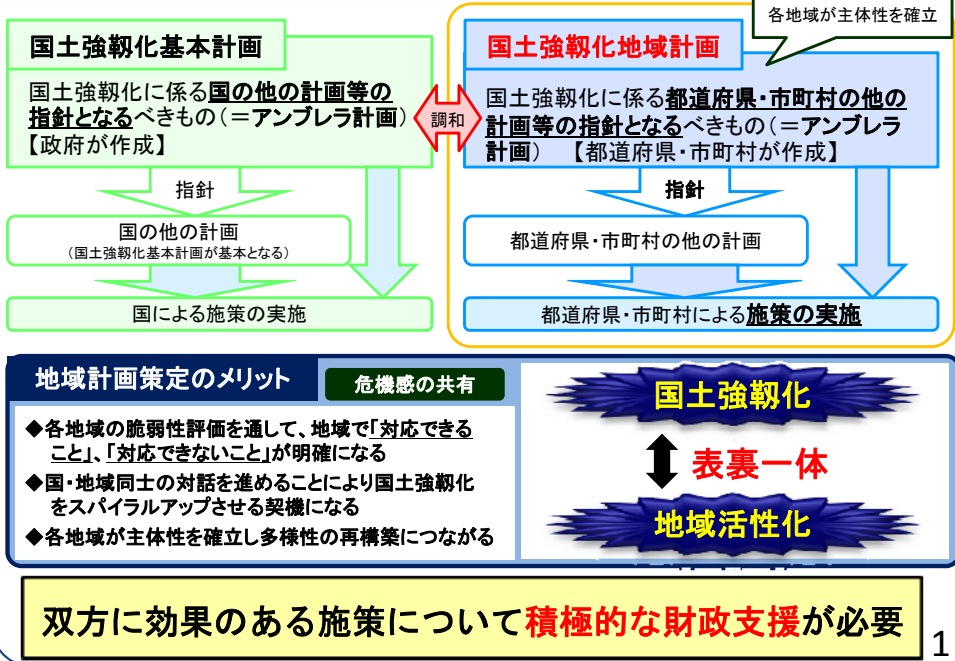 各地域が主体性を確立
国土強靱化基本計画
国土強靱化に係る国の他の計画等の
指針となるべきもの(=アンブレラ計画)
【政府が作成】
調和
国土強靱化地域計画
国土強靱化に係る都道府県・市町村の他の
計画等の指針となるべきもの(=アンブレラ
計画) 【都道府県・市町村が作成】
指針
国の他の計画
(国土強靱化基本計画が基本となる)
国による施策の実施
指針
都道府県・市町村の他の計画
都道府県・市町村による施策の実施
地域計画策定のメリット
危機感の共有
◆各地域の脆弱性評価を通して、地域で「対応できる
こと」、「対応できないこと」が明確になる
◆国・地域同士の対話を進めることにより国土強靱化
をスパイラルアップさせる契機になる
◆各地域が主体性を確立し多様性の再構築につながる
国土強靱化
表裏一体
地域活性化
双方に効果のある施策について積極的な財政支援が必要
1